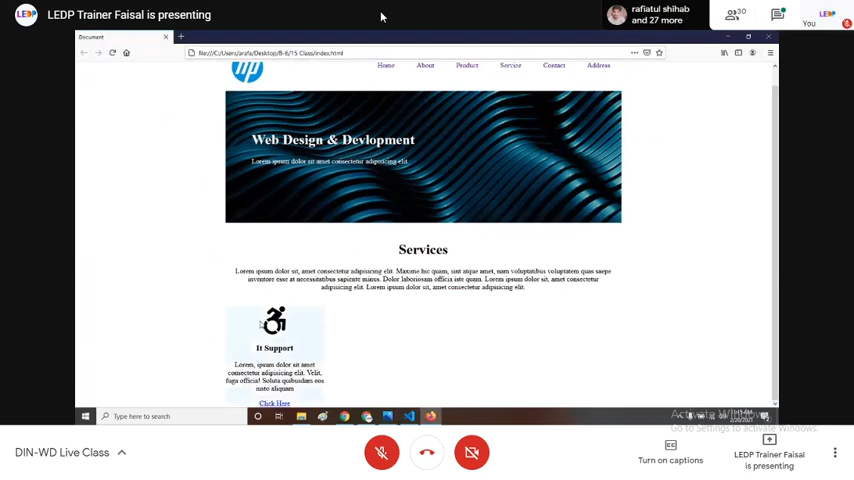 LEDP Trainer Faisal is presenting
rafiatul shihab
and 27 more
30
You
Document
file:///C:/Users/arafa/Desktop/B-6/15 Class/index.html
hp
Home About Product Service Contact Address
Web Design & Devlopment
Lorem ipsum dolor sit amet consectetur adipisicing elit.
Services
Lorem ipsum dolor sit, amet consectetur adipisicing elit. Maxime hic quam, sint atque amet, nam voluptatibus voluptatem quas saepe
inventore esse at necessitatibus sapiente minus. Dolor laboriosam officia iste quam. Lorem ipsum dolor sit, amet consectetur
adipisicing elit. Lorem ipsum dolor sit, amet consectetur adipisicing elit.
It Support
Lorem, ipsum dolor sit amet
consectetur adipisicing elit. Velit,
fuga officia! Soluta quibusdam eos
iusto aliquam
Click Here
Type here to search
Activate Windows
Go to Settings to activate Windows.
DIN-WD Live Class
Turn on captions
LEDP Trainer Faisal
is presenting